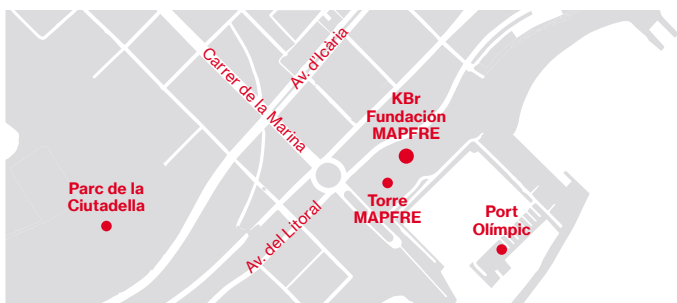 Av. d'Icària
Carrer de la Marina
KBr
Fundación
MAPFRE
Parc de la
Ciutadella
Torre
MAPFRE
Port
Olímpic
Av. del Litoral